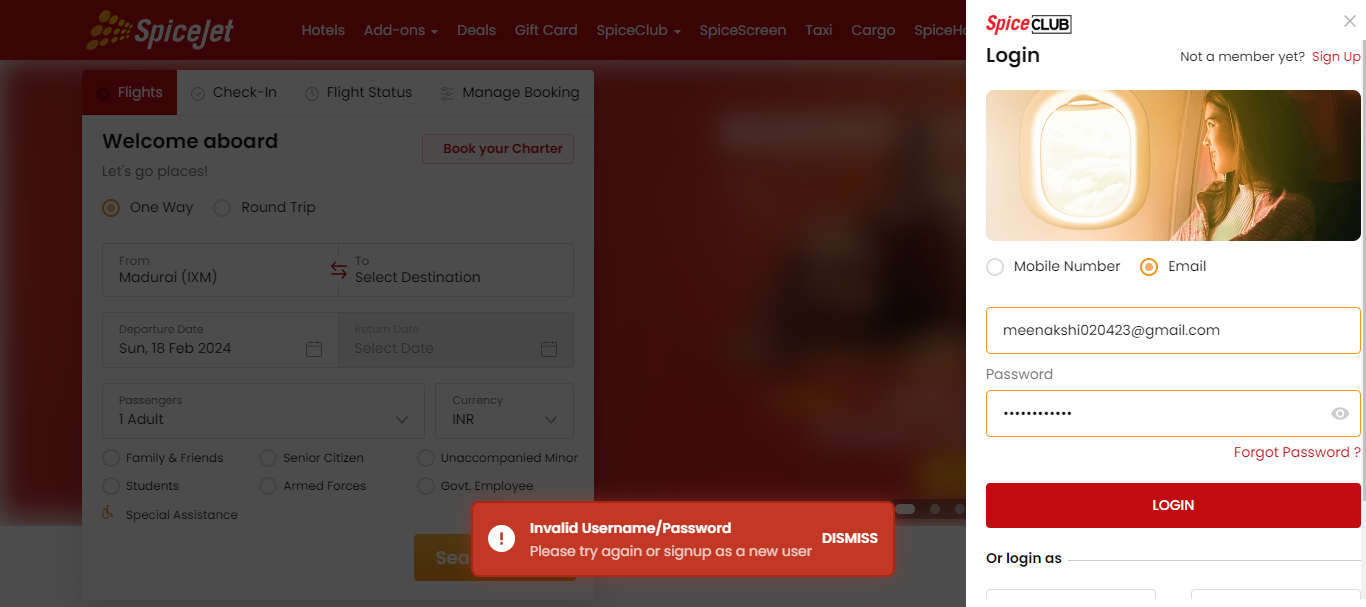 SpiceJet
Hotels Add-ons Deals Gift Card SpiceClub SpiceScreen Taxi Cargo
Flights Check-In Flight Status Manage Booking
Welcome aboard
Book your Charter
Let's go places!
One Way Round Trip
From
Madurai (IXM)
To
Select Destination
Departure Date
Sun, 18 Feb 2024
Return Date
Select Date
Passengers
1 Adult
Currency
INR
Family & Friends Senior Citizen Unaccompanied Minor
Students Armed Forces Govt. Employee
Special Assistance
Invalid Username/Password
Please try again or signup as a new user
DISMISS
SpiceCLUB
Login
Not a member yet? Sign Up
Mobile Number Email
meenakshi020423@gmail.com
Password
••••••••••••
Forgot Password ?
LOGIN
Or login as